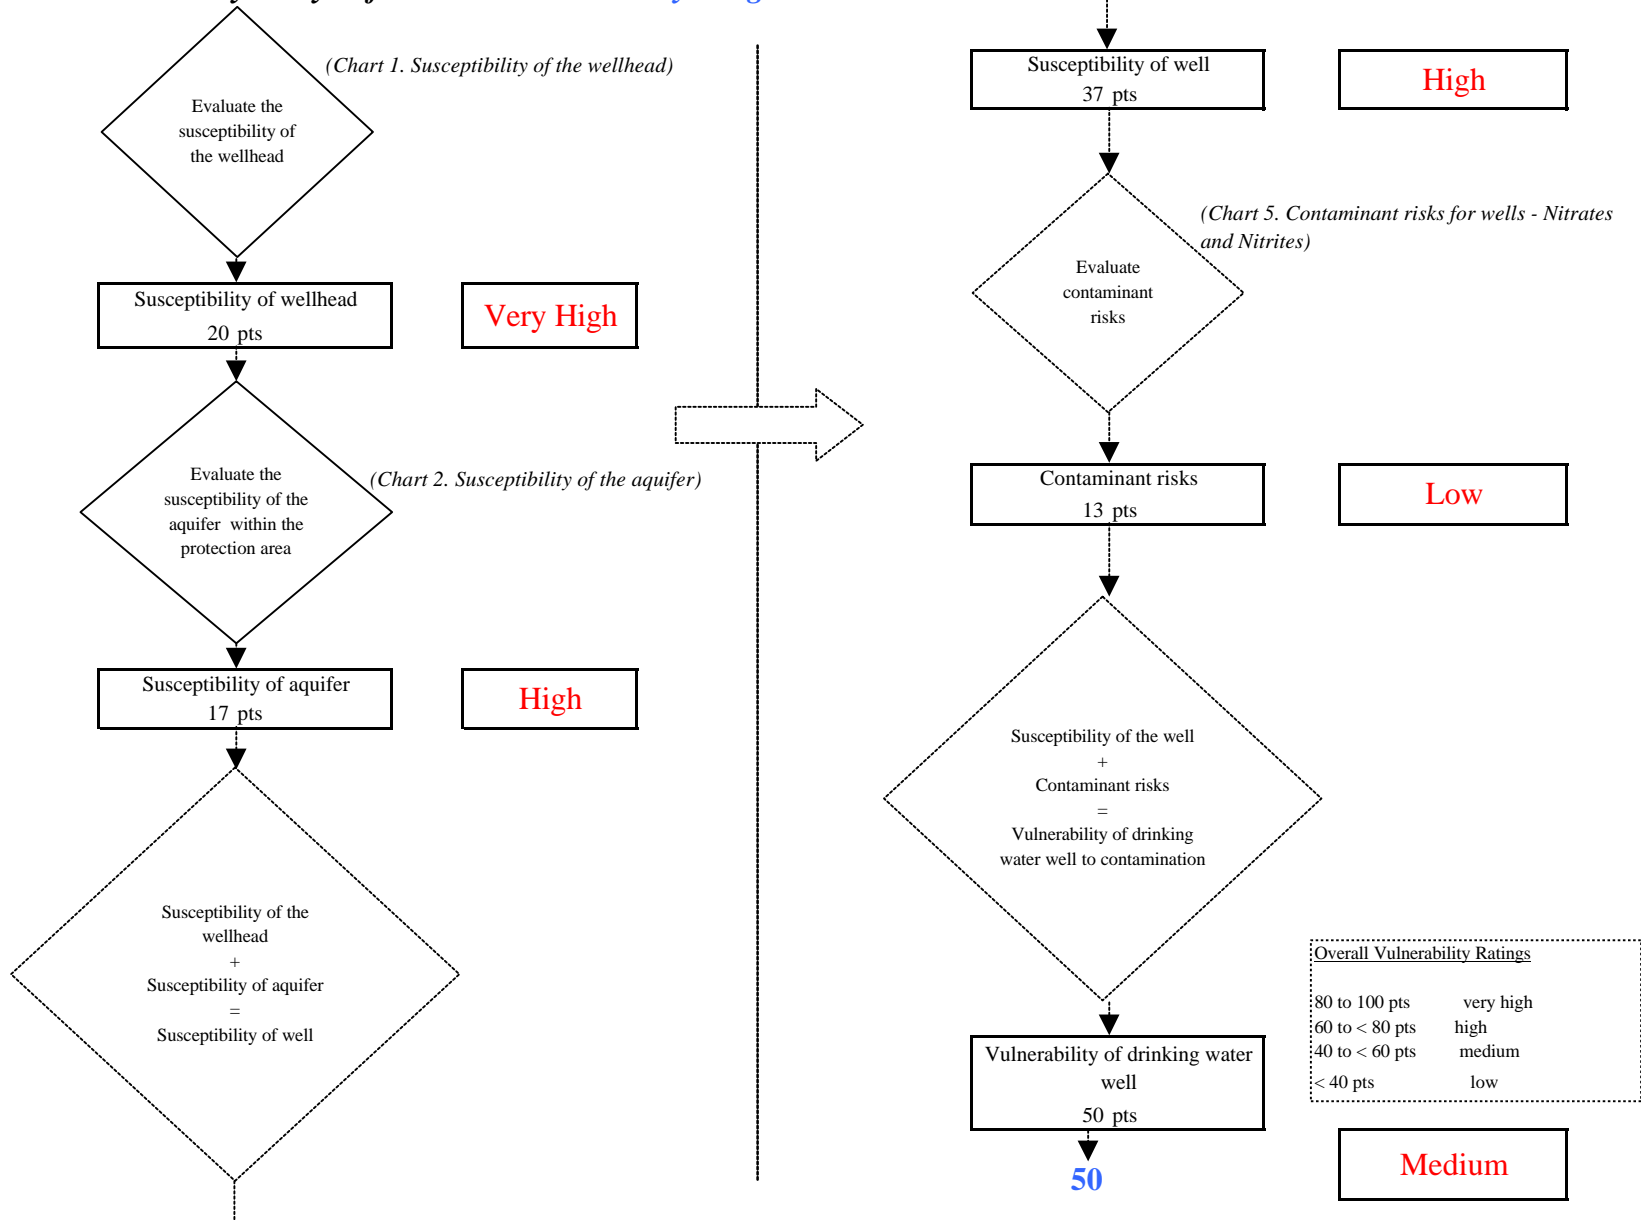 (Chart 1. Susceptibility of the wellhead)
Evaluate the
susceptibility of
the wellhead
Susceptibility of wellhead
20 pts
Very High
Evaluate the
susceptibility of the
aquifer within the
protection area
(Chart 2. Susceptibility of the aquifer)
Susceptibility of aquifer
17 pts
High
Susceptibility of the
wellhead
+
Susceptibility of aquifer
=
Susceptibility of well
Susceptibility of well
37 pts
High
(Chart 5. Contaminant risks for wells - Nitrates
and Nitrites)
Evaluate
contaminant
risks
Contaminant risks
13 pts
Low
Susceptibility of the well
+
Contaminant risks
=
Vulnerability of drinking
water well to contamination
Overall Vulnerability Ratings
80 to 100 pts very high
60 to < 80 pts high
40 to < 60 pts medium
< 40 pts low
Vulnerability of drinking water
well
50 pts
50
Medium